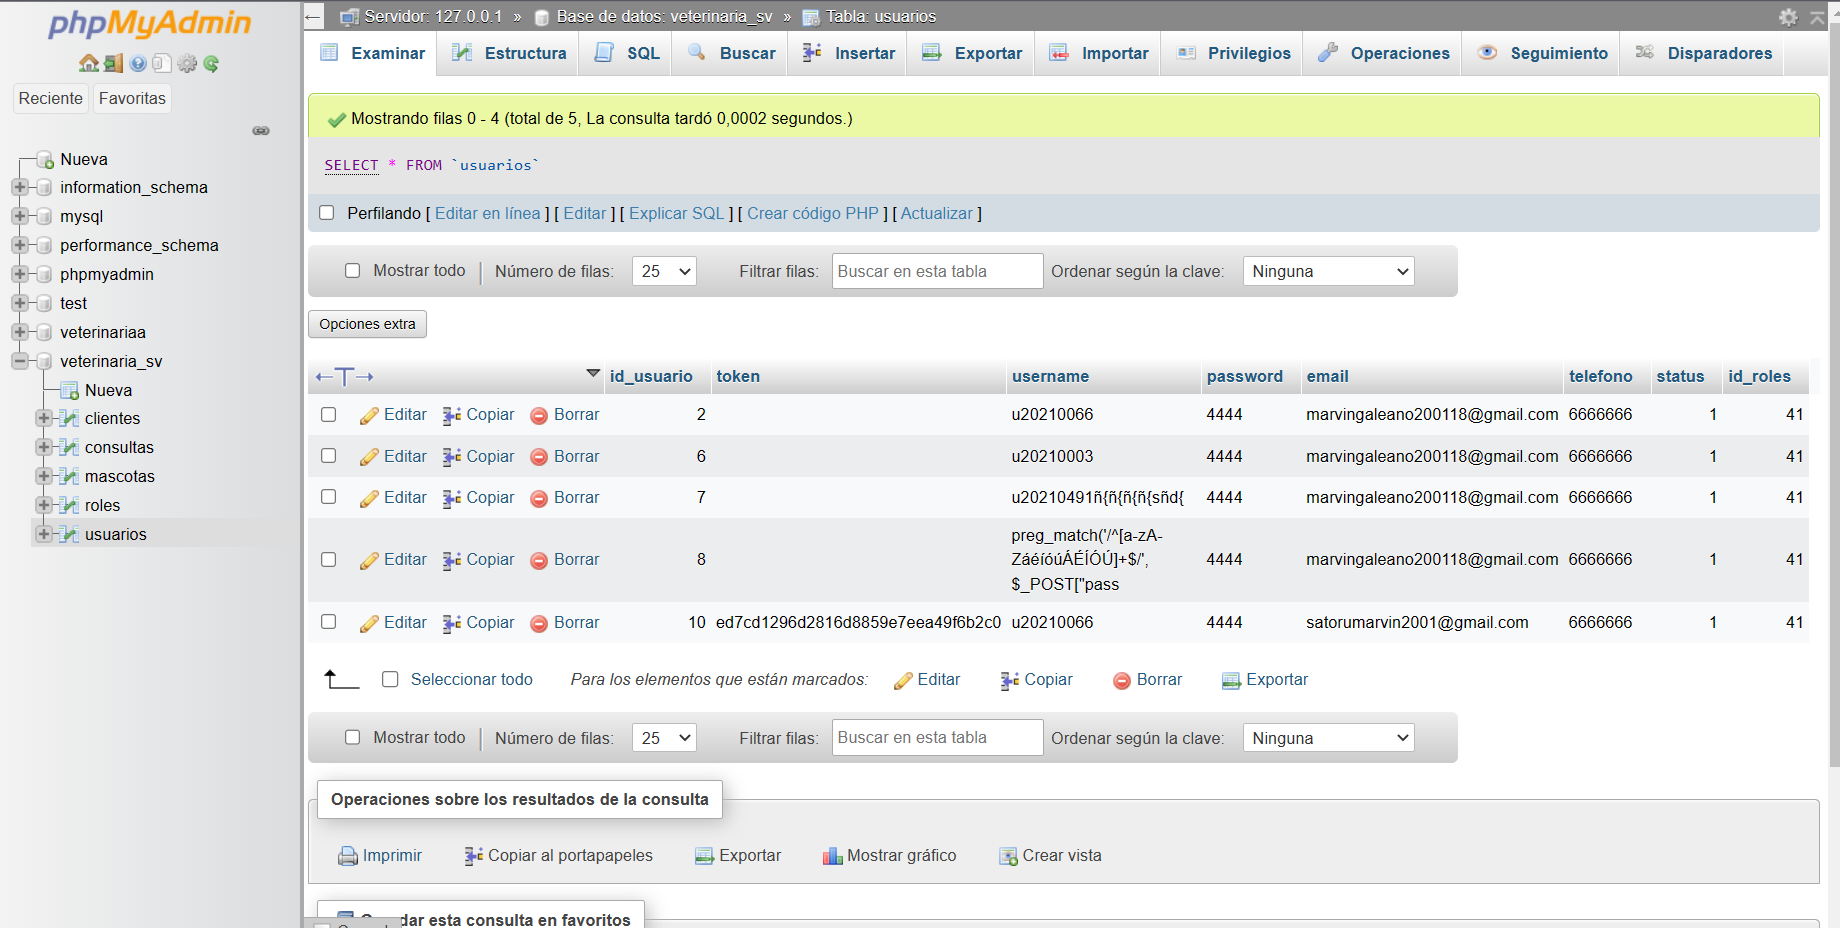 phpMyAdmin
Reciente
Favoritas
Nueva
information_schema
mysql
performance_schema
phpmyadmin
test
veterinariaa
veterinaria_sv
Nueva
clientes
consultas
mascotas
roles
usuarios
Servidor: 127.0.0.1 » Base de datos: veterinaria_sv » Tabla: usuarios
Examinar Estructura SQL Buscar Insertar Exportar Importar Privilegios Operaciones Seguimiento Disparadores
Mostrando filas 0 - 4 (total de 5, La consulta tardó 0,0002 segundos.)
SELECT * FROM `usuarios`
Perfilando [ Editar en línea ] [ Editar ] [ Explicar SQL ] [ Crear código PHP ] [ Actualizar ]
Mostrar todo | Número de filas: 25 Filtrar filas: Buscar en esta tabla Ordenar según la clave: Ninguna
Opciones extra
←T→ id_usuario token username password email telefono status id_roles
Editar Copiar Borrar 2 u20210066 4444 marvingaleano200118@gmail.com 6666666 1 41
Editar Copiar Borrar 6 u20210003 4444 marvingaleano200118@gmail.com 6666666 1 41
Editar Copiar Borrar 7 u20210491ñ{ñ{ñ{ñ{sñd{ 4444 marvingaleano200118@gmail.com 6666666 1 41
preg_match('/^[a-zA-
Editar Copiar Borrar 8 ZáéíóúÁÉÍÓÚ]+$/', 4444 marvingaleano200118@gmail.com 6666666 1 41
$_POST["pass
Editar Copiar Borrar 10 ed7cd1296d2816d8859e7eea49f6b2c0 u20210066 4444 satorumarvin2001@gmail.com 6666666 1 41
Seleccionar todo Para los elementos que están marcados: Editar Copiar Borrar Exportar
Mostrar todo | Número de filas: 25 Filtrar filas: Buscar en esta tabla Ordenar según la clave: Ninguna
Operaciones sobre los resultados de la consulta
Imprimir Copiar al portapapeles Exportar Mostrar gráfico Crear vista
esta consulta en favoritos